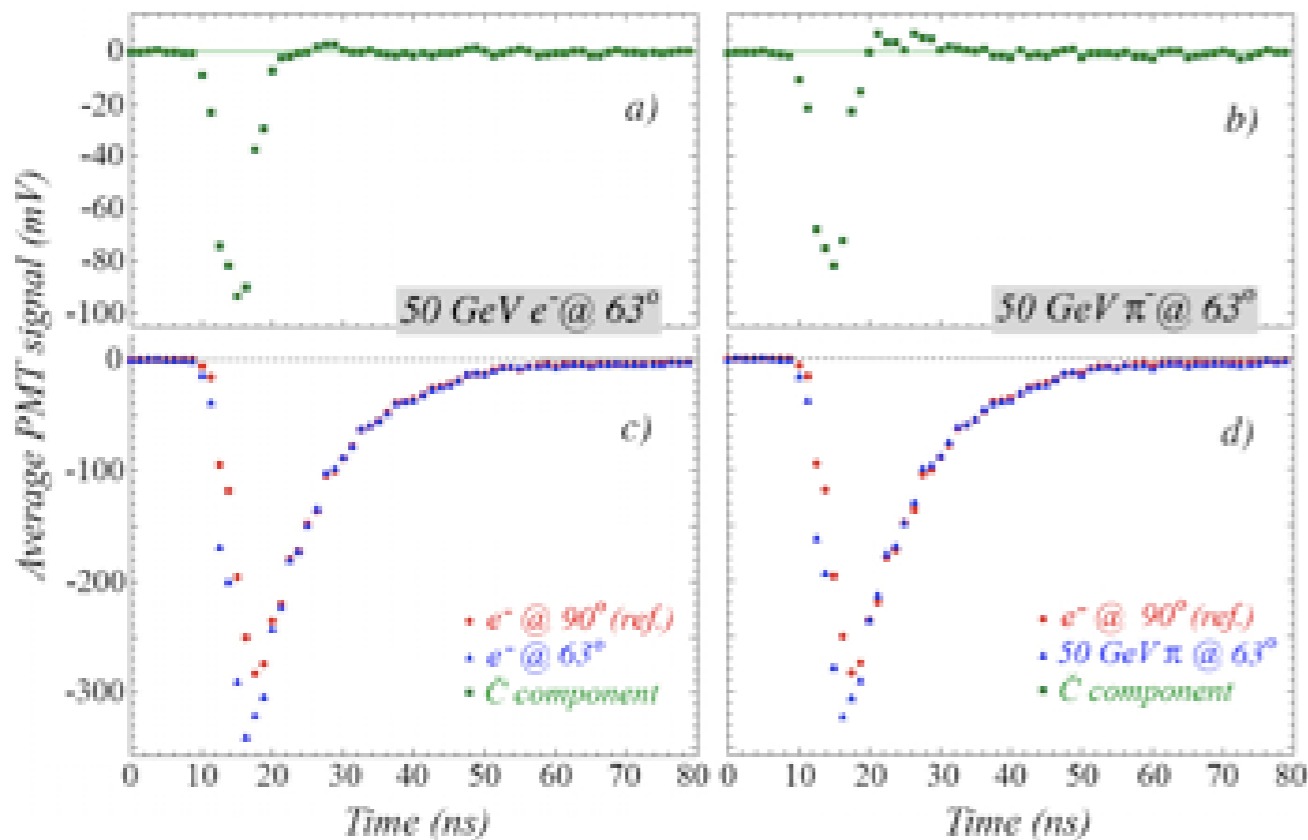 Average PMT signal (mV)
0
-20
-40
-60
-80
-100
a)
50 GeV e⁻ @ 63°
b)
50 GeV π⁻ @ 63°
0
-100
-200
-300
c)
e⁻ @ 90° (ref.)
e⁻ @ 63°
Č component
d)
e⁻ @ 90° (ref.)
50 GeV π @ 63°
Č component
0 10 20 30 40 50 60 70 80
0 10 20 30 40 50 60 70 80
Time (ns)
Time (ns)